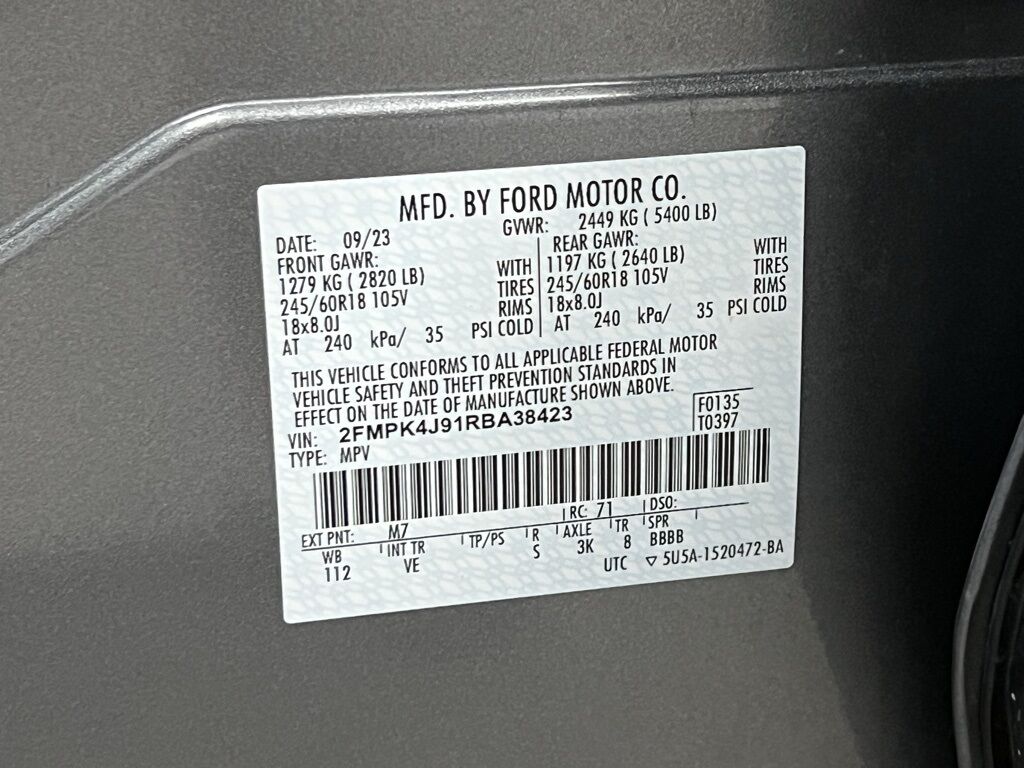 MFD. BY FORD MOTOR CO.
DATE: 09/23 GVWR: 2449 KG ( 5400 LB)
FRONT GAWR: REAR GAWR:
1279 KG ( 2820 LB) WITH 1197 KG ( 2640 LB) WITH
245/60R18 105V TIRES 245/60R18 105V TIRES
18x8.0J RIMS 18x8.0J RIMS
AT 240 kPa/ 35 PSI COLD AT 240 kPa/ 35 PSI COLD
THIS VEHICLE CONFORMS TO ALL APPLICABLE FEDERAL MOTOR
VEHICLE SAFETY AND THEFT PREVENTION STANDARDS IN
EFFECT ON THE DATE OF MANUFACTURE SHOWN ABOVE.
VIN: 2FMPK4J91RBA38423 F0135
TYPE: MPV T0397
EXT PNT: M7 RC: 71 DSO:
WB INT TR TP/PS R AXLE TR SPR
112 VE S 3K 8 BBBB
UTC ▽ 5U5A-1520472-BA